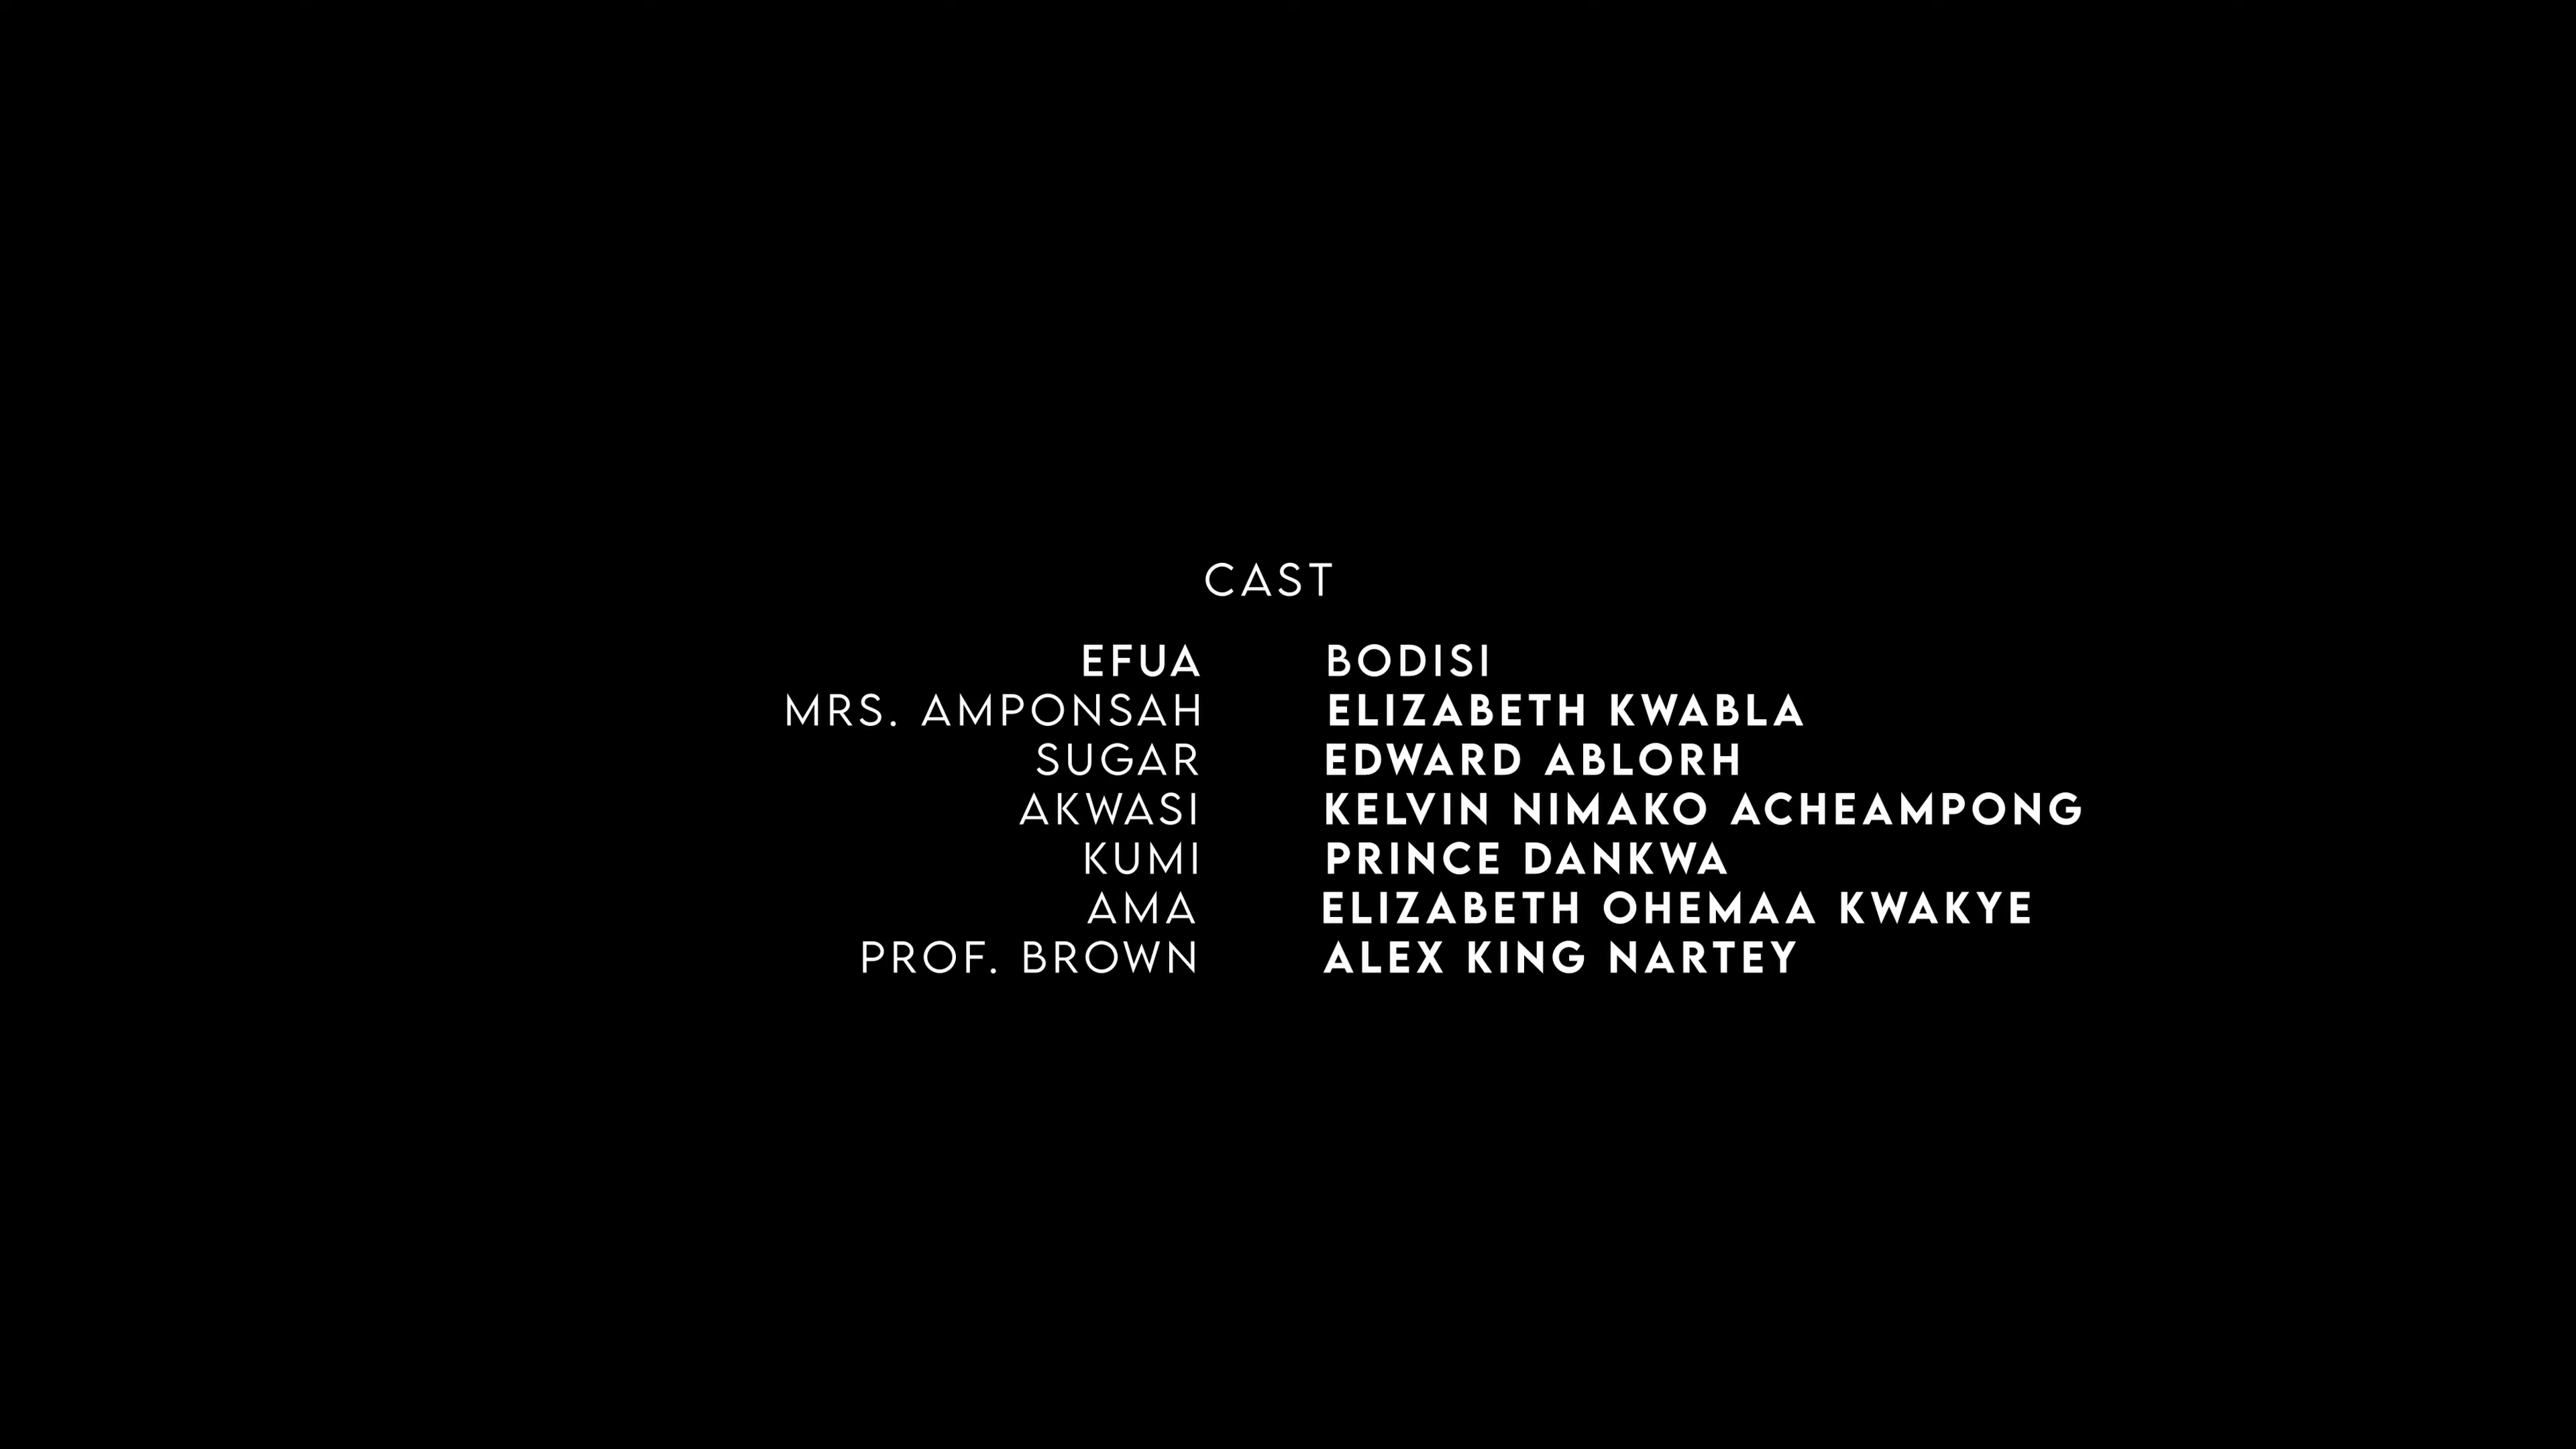 CAST
EFUA BODISI
MRS. AMPONSAH ELIZABETH KWABLA
SUGAR EDWARD ABLORH
AKWASI KELVIN NIMAKO ACHEAMPONG
KUMI PRINCE DANKWA
AMA ELIZABETH OHEMAA KWAKYE
PROF. BROWN ALEX KING NARTEY